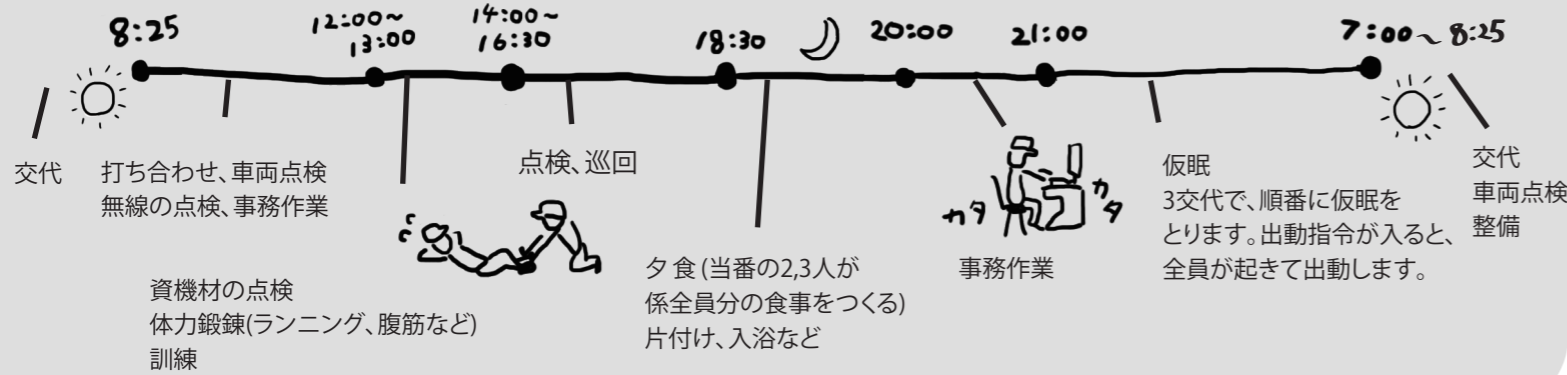 8:25
12:00～
13:00
14:00～
16:30
18:30
20:00
21:00
7:00～8:25
交代
打ち合わせ、車両点検
無線の点検、事務作業
資機材の点検
体力鍛錬(ランニング、腹筋など)
訓練
点検、巡回
夕食(当番の2,3人が
係全員分の食事をつくる)
片付け、入浴など
カタ
カタ
事務作業
仮眠
3交代で、順番に仮眠を
とります。出動指令が入ると、
全員が起きて出動します。
交代
車両点検
整備